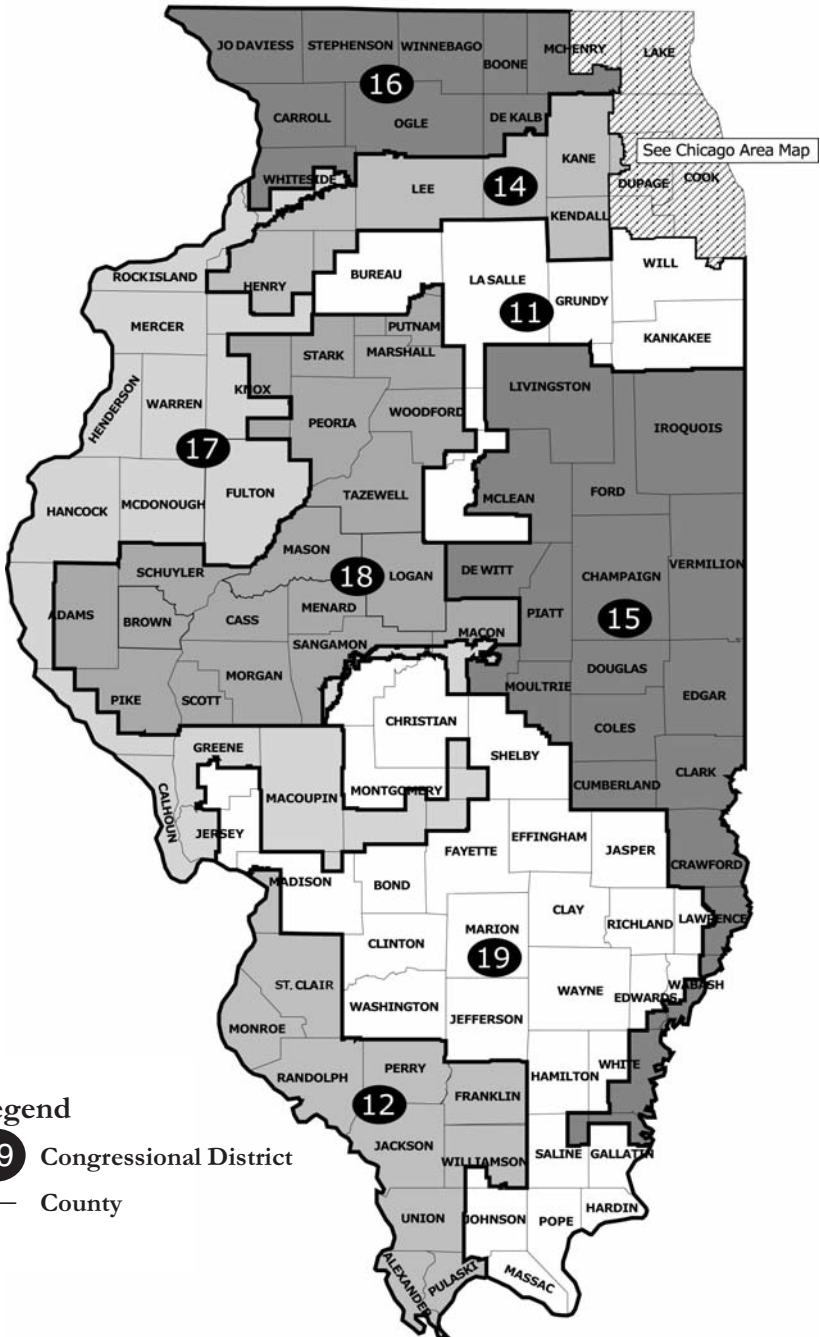 JO DAVIESS
STEPHENSON
WINNEBAGO
BOONE
MCHENRY
LAKE
16
CARROLL
OGLE
DE KALB
KANE
See Chicago Area Map
WHITESIDE
LEE
14
DUPAGE
COOK
KENDALL
ROCKISLAND
HENRY
BUREAU
LA SALLE
WILL
GRUNDY
11
MERCER
PUTNAM
KANKAKEE
STARK
MARSHALL
HENDERSON
WARREN
KNOX
PEORIA
WOODFORD
LIVINGSTON
IROQUOIS
17
HANCOCK
MCDONOUGH
FULTON
TAZEWELL
MCLEAN
FORD
MASON
SCHUYLER
18
LOGAN
DE WITT
CHAMPAIGN
VERMILION
ADAMS
BROWN
CASS
MENARD
PIATT
15
SANGAMON
MACON
MORGAN
DOUGLAS
PIKE
SCOTT
MOULTRIE
EDGAR
CHRISTIAN
COLES
GREENE
SHELBY
CLARK
CALHOUN
MACOUPIN
MONTGOMERY
CUMBERLAND
JERSEY
EFFINGHAM
FAYETTE
JASPER
CRAWFORD
MADISON
BOND
CLAY
RICHLAND
LAWRENCE
MARION
CLINTON
19
ST. CLAIR
WAYNE
WABASH
EDWARDS
WASHINGTON
JEFFERSON
MONROE
PERRY
WHITE
RANDOLPH
HAMILTON
12
FRANKLIN
JACKSON
SALINE
GALLATIN
WILLIAMSON
UNION
JOHNSON
POPE
HARDIN
ALEXANDER
PULASKI
MASSAC
egend
9 Congressional District
County